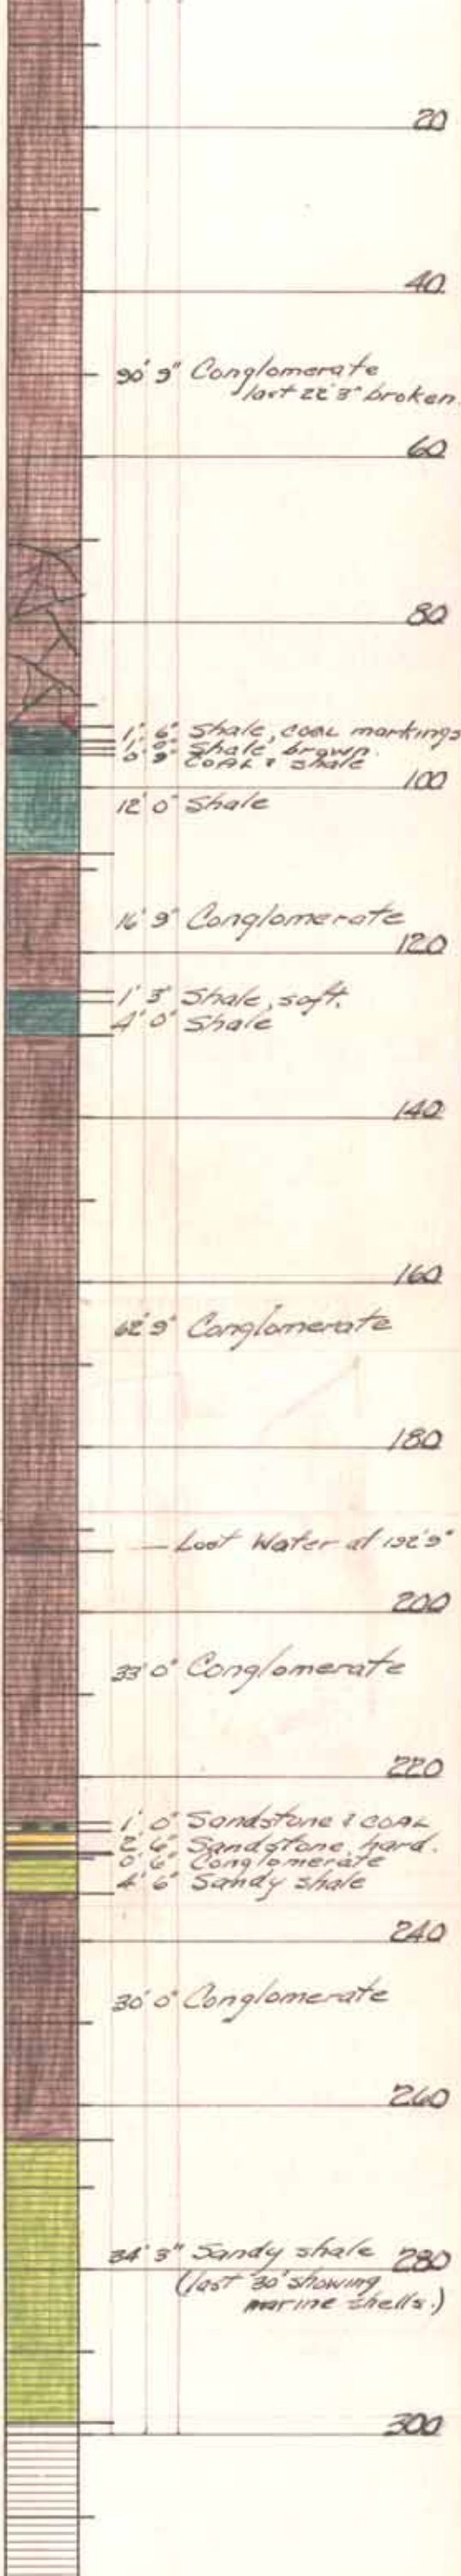 20
40
90' 9" Conglomerate
last 22' 3" broken.
60
80
1' 6" Shale, COAL markings
1' 0" Shale, brown.
0' 9" COAL & shale
100
12' 0" Shale
16' 9" Conglomerate
120
1' 3" Shale, soft.
4' 0" Shale
140
160
62' 9" Conglomerate
180
— Lost Water at 192' 9"
200
33' 0" Conglomerate
220
1' 0" Sandstone & COAL
2' 6" Sandstone, hard.
0' 6" Conglomerate
4' 6" Sandy shale
240
30' 0" Conglomerate
260
34' 3" Sandy shale
280
(last 30' showing
marine shells.)
300